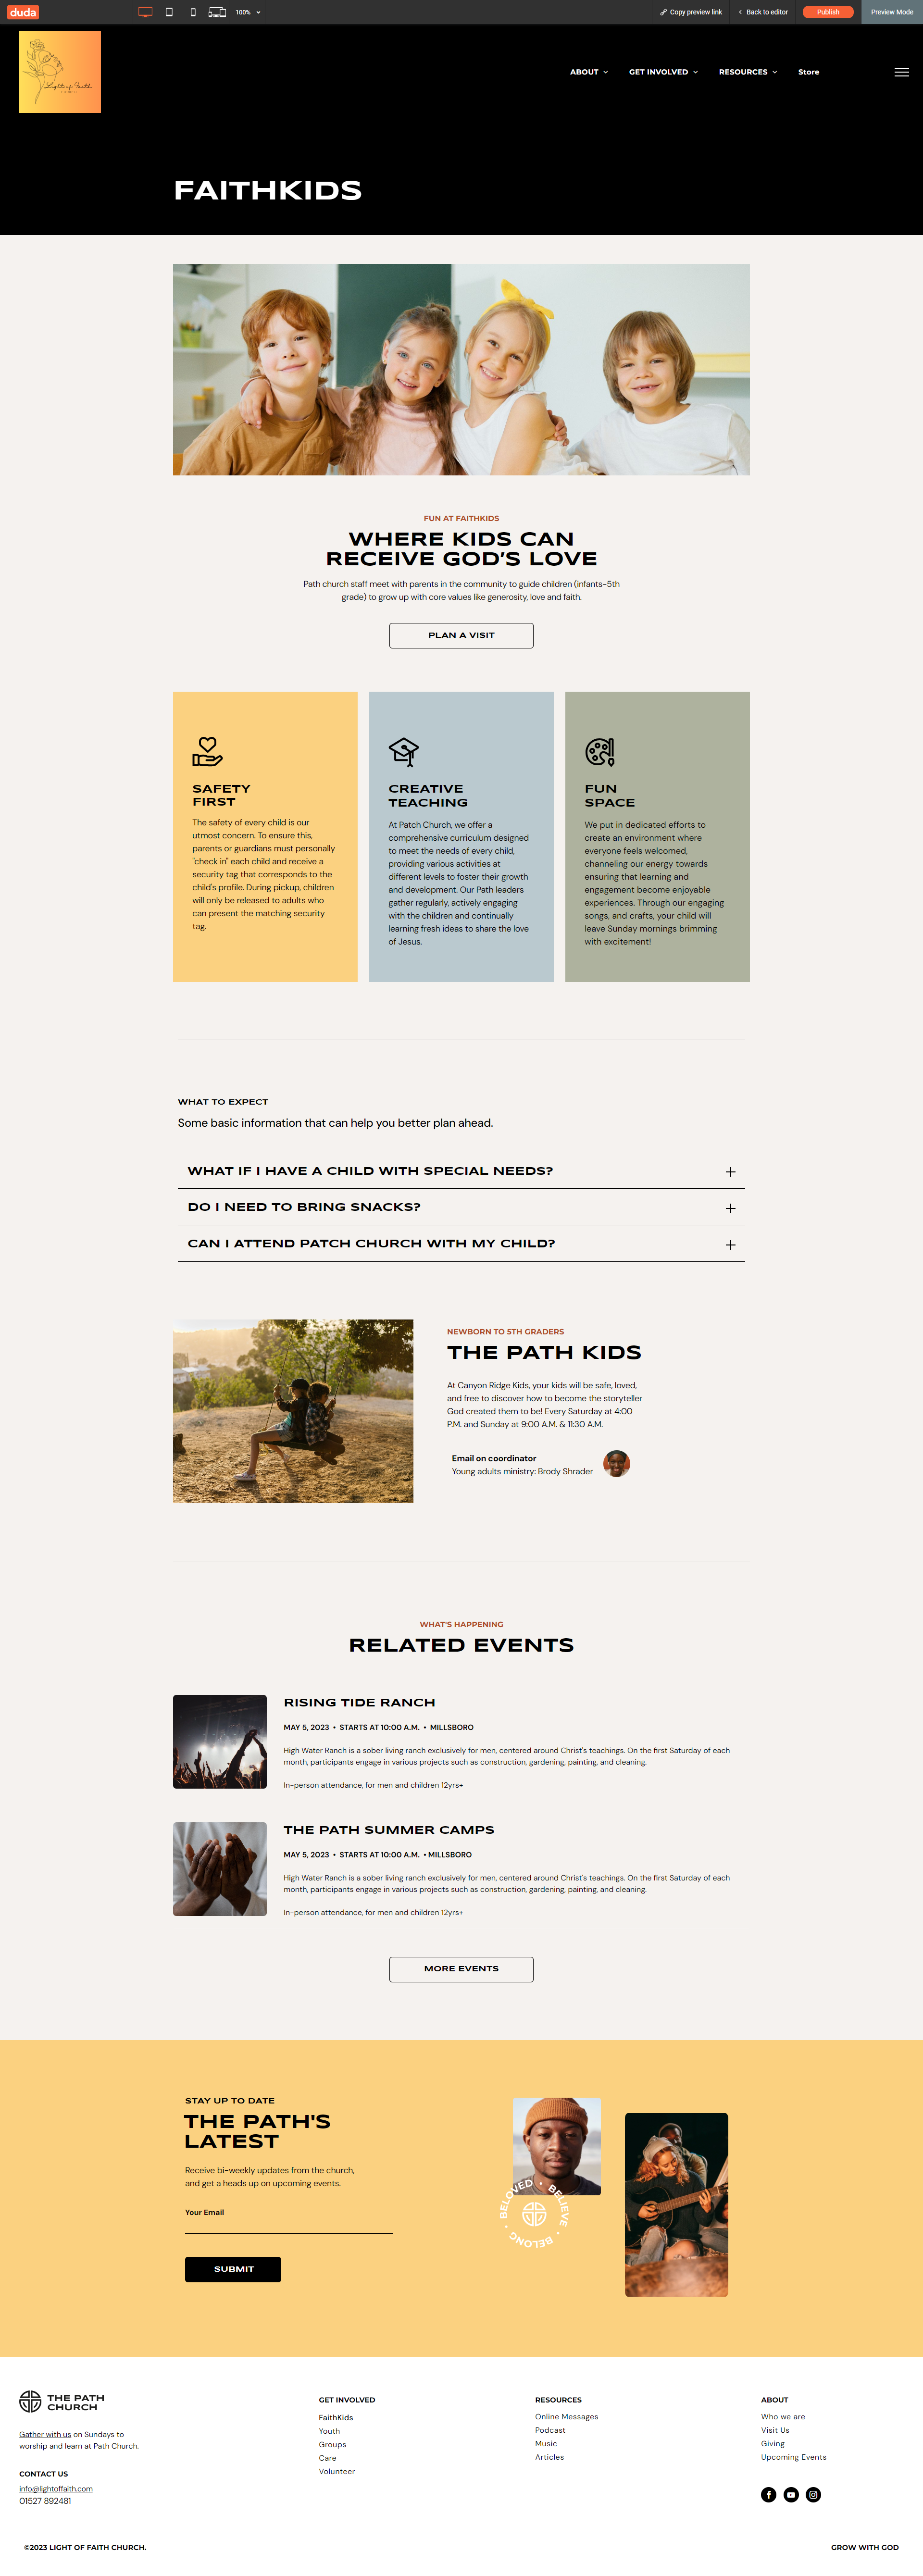 duda
100%
Copy preview link
Back to editor
Publish
Preview Mode
Light of Faith
CHURCH
ABOUT
GET INVOLVED
RESOURCES
Store
FAITHKIDS
FUN AT FAITHKIDS
WHERE KIDS CAN
RECEIVE GOD'S LOVE
Path church staff meet with parents in the community to guide children (infants-5th
grade) to grow up with core values like generosity, love and faith.
PLAN A VISIT
SAFETY
FIRST
The safety of every child is our
utmost concern. To ensure this,
parents or guardians must personally
"check in" each child and receive a
security tag that corresponds to the
child's profile. During pickup, children
will only be released to adults who
can present the matching security
tag.
CREATIVE
TEACHING
At Patch Church, we offer a
comprehensive curriculum designed
to meet the needs of every child,
providing various activities at
different levels to foster their growth
and development. Our Path leaders
gather regularly, actively engaging
with the children and continually
learning fresh ideas to share the love
of Jesus.
FUN
SPACE
We put in dedicated efforts to
create an environment where
everyone feels welcomed,
channeling our energy towards
ensuring that learning and
engagement become enjoyable
experiences. Through our engaging
songs, and crafts, your child will
leave Sunday mornings brimming
with excitement!
WHAT TO EXPECT
Some basic information that can help you better plan ahead.
WHAT IF I HAVE A CHILD WITH SPECIAL NEEDS?
DO I NEED TO BRING SNACKS?
CAN I ATTEND PATCH CHURCH WITH MY CHILD?
NEWBORN TO 5TH GRADERS
THE PATH KIDS
At Canyon Ridge Kids, your kids will be safe, loved,
and free to discover how to become the storyteller
God created them to be! Every Saturday at 4:00
P.M. and Sunday at 9:00 A.M. & 11:30 A.M.
Email on coordinator
Young adults ministry: Brody Shrader
WHAT'S HAPPENING
RELATED EVENTS
RISING TIDE RANCH
MAY 5, 2023 • STARTS AT 10:00 A.M. • MILLSBORO
High Water Ranch is a sober living ranch exclusively for men, centered around Christ's teachings. On the first Saturday of each
month, participants engage in various projects such as construction, gardening, painting, and cleaning.
In-person attendance, for men and children 12yrs+
THE PATH SUMMER CAMPS
MAY 5, 2023 • STARTS AT 10:00 A.M. • MILLSBORO
High Water Ranch is a sober living ranch exclusively for men, centered around Christ's teachings. On the first Saturday of each
month, participants engage in various projects such as construction, gardening, painting, and cleaning.
In-person attendance, for men and children 12yrs+
MORE EVENTS
STAY UP TO DATE
THE PATH'S
LATEST
Receive bi-weekly updates from the church,
and get a heads up on upcoming events.
Your Email
SUBMIT
BELOVED • BELIEVE • BELONG •
THE PATH
CHURCH
Gather with us on Sundays to
worship and learn at Path Church.
CONTACT US
info@lightoffaith.com
01527 892481
GET INVOLVED
FaithKids
Youth
Groups
Care
Volunteer
RESOURCES
Online Messages
Podcast
Music
Articles
ABOUT
Who we are
Visit Us
Giving
Upcoming Events
©2023 LIGHT OF FAITH CHURCH.
GROW WITH GOD